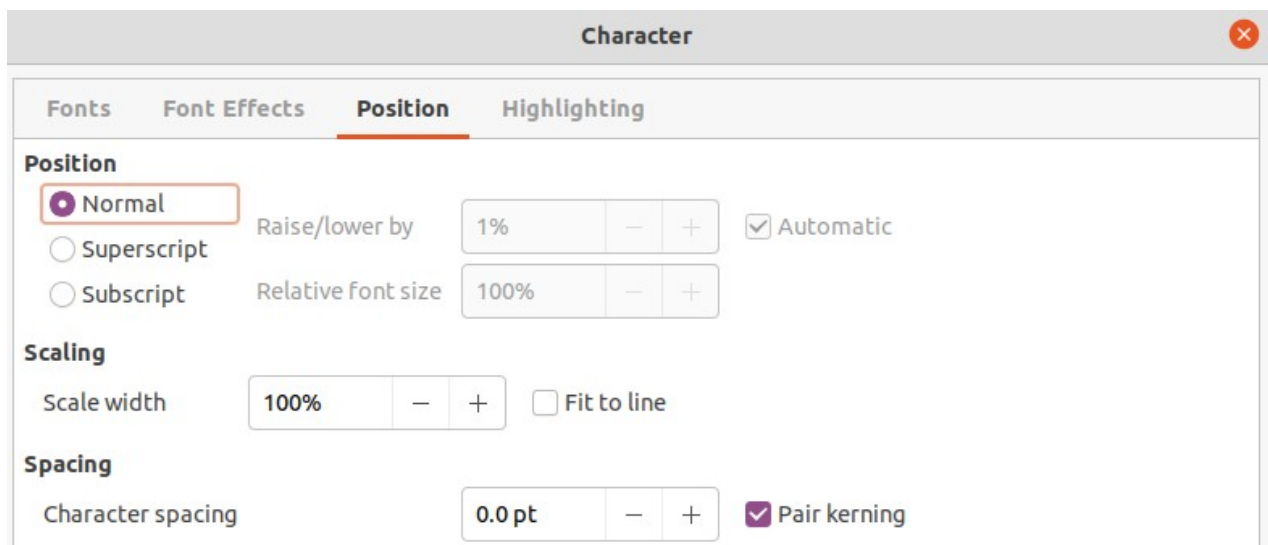 Character
Fonts Font Effects Position Highlighting
Position
Normal
Raise/lower by 1% − + Automatic
Superscript
Subscript Relative font size 100% − +
Scaling
Scale width 100% − + Fit to line
Spacing
Character spacing 0.0 pt − + Pair kerning